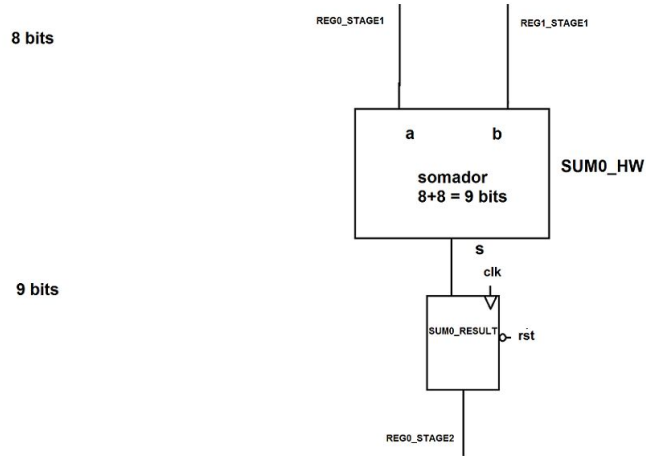 REG0_STAGE1
REG1_STAGE1
8 bits
a
b
SUM0_HW
somador
8+8 = 9 bits
s
clk
9 bits
SUM0_RESULT
rst
REG0_STAGE2